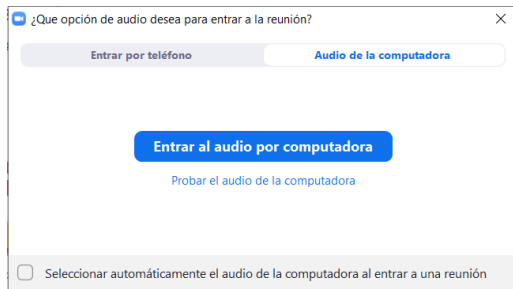 ¿Que opción de audio desea para entrar a la reunión?
Entrar por teléfono
Audio de la computadora
Entrar al audio por computadora
Probar el audio de la computadora
Seleccionar automáticamente el audio de la computadora al entrar a una reunión